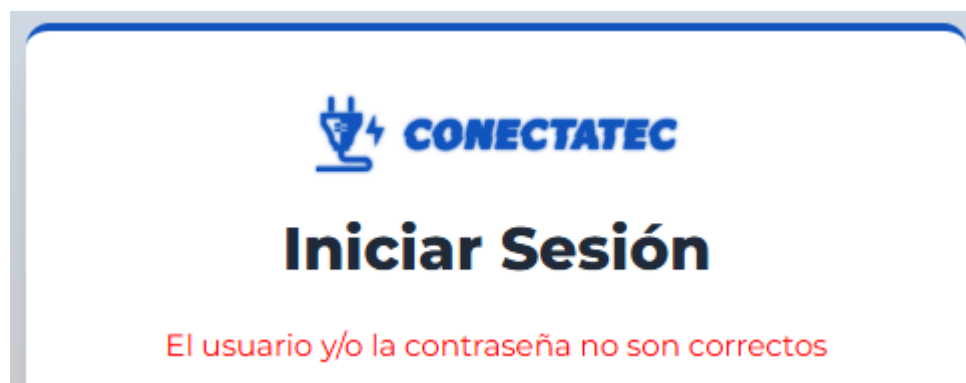 CONECTATEC
Iniciar Sesión
El usuario y/o la contraseña no son correctos